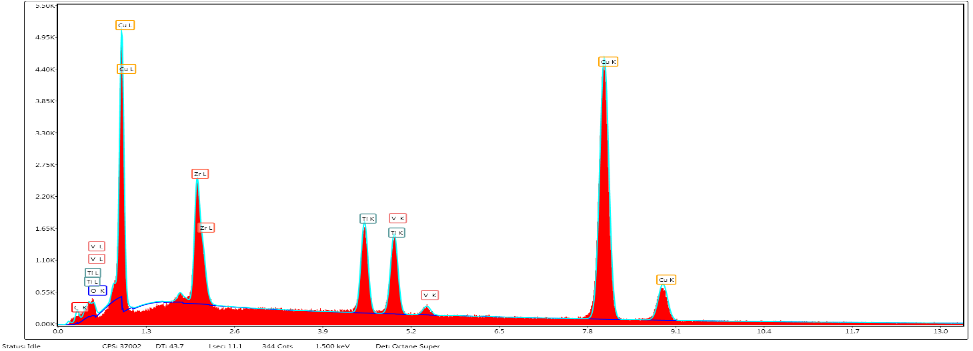 5.50K
Cu L
4.95K
Cu K
4.40K
Cu L
3.85K
3.30K
2.75K
Zr L
2.20K
Ti K
V K
1.65K
Zr L
Ti K
V L
V L
1.10K
Ti L
Ti L
Cu K
0.55K
O K
V K
K
0.00K
0.0 1.3 2.6 3.9 5.2 6.5 7.8 9.1 10.4 11.7 13.0
Status: Idle CPS: 37002 DT: 43.7 Lsec: 11.1 344 Cnts 1.500 keV Det: Octane Super